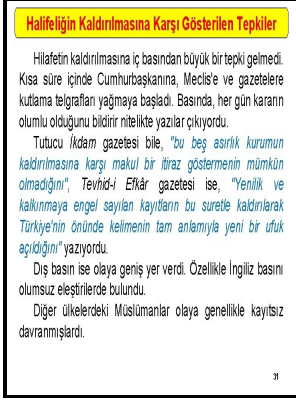 Halifeliğin Kaldırılmasına Karşı Gösterilen Tepkiler
Hilafetin kaldırılmasına iç basından büyük bir tepki gelmedi.
Kısa süre içinde Cumhurbaşkanına, Meclis'e ve gazetelere
kutlama telgrafları yağmaya başladı. Basında, her gün kararın
olumlu olduğunu bildirir nitelikte yazılar çıkıyordu.
Tutucu İkdam gazetesi bile, "bu beş asırlık kurumun
kaldırılmasına karşı makul bir itiraz göstermenin mümkün
olmadığını", Tevhid-i Efkâr gazetesi ise, "Yenilik ve
kalkınmaya engel sayılan kayıtların bu suretle kaldırılarak
Türkiye'nin önünde kelimenin tam anlamıyla yeni bir ufuk
açıldığını" yazıyordu.
Dış basın ise olaya geniş yer verdi. Özellikle İngiliz basını
olumsuz eleştirilerde bulundu.
Diğer ülkelerdeki Müslümanlar olaya genellikle kayıtsız
davranmışlardı.
31